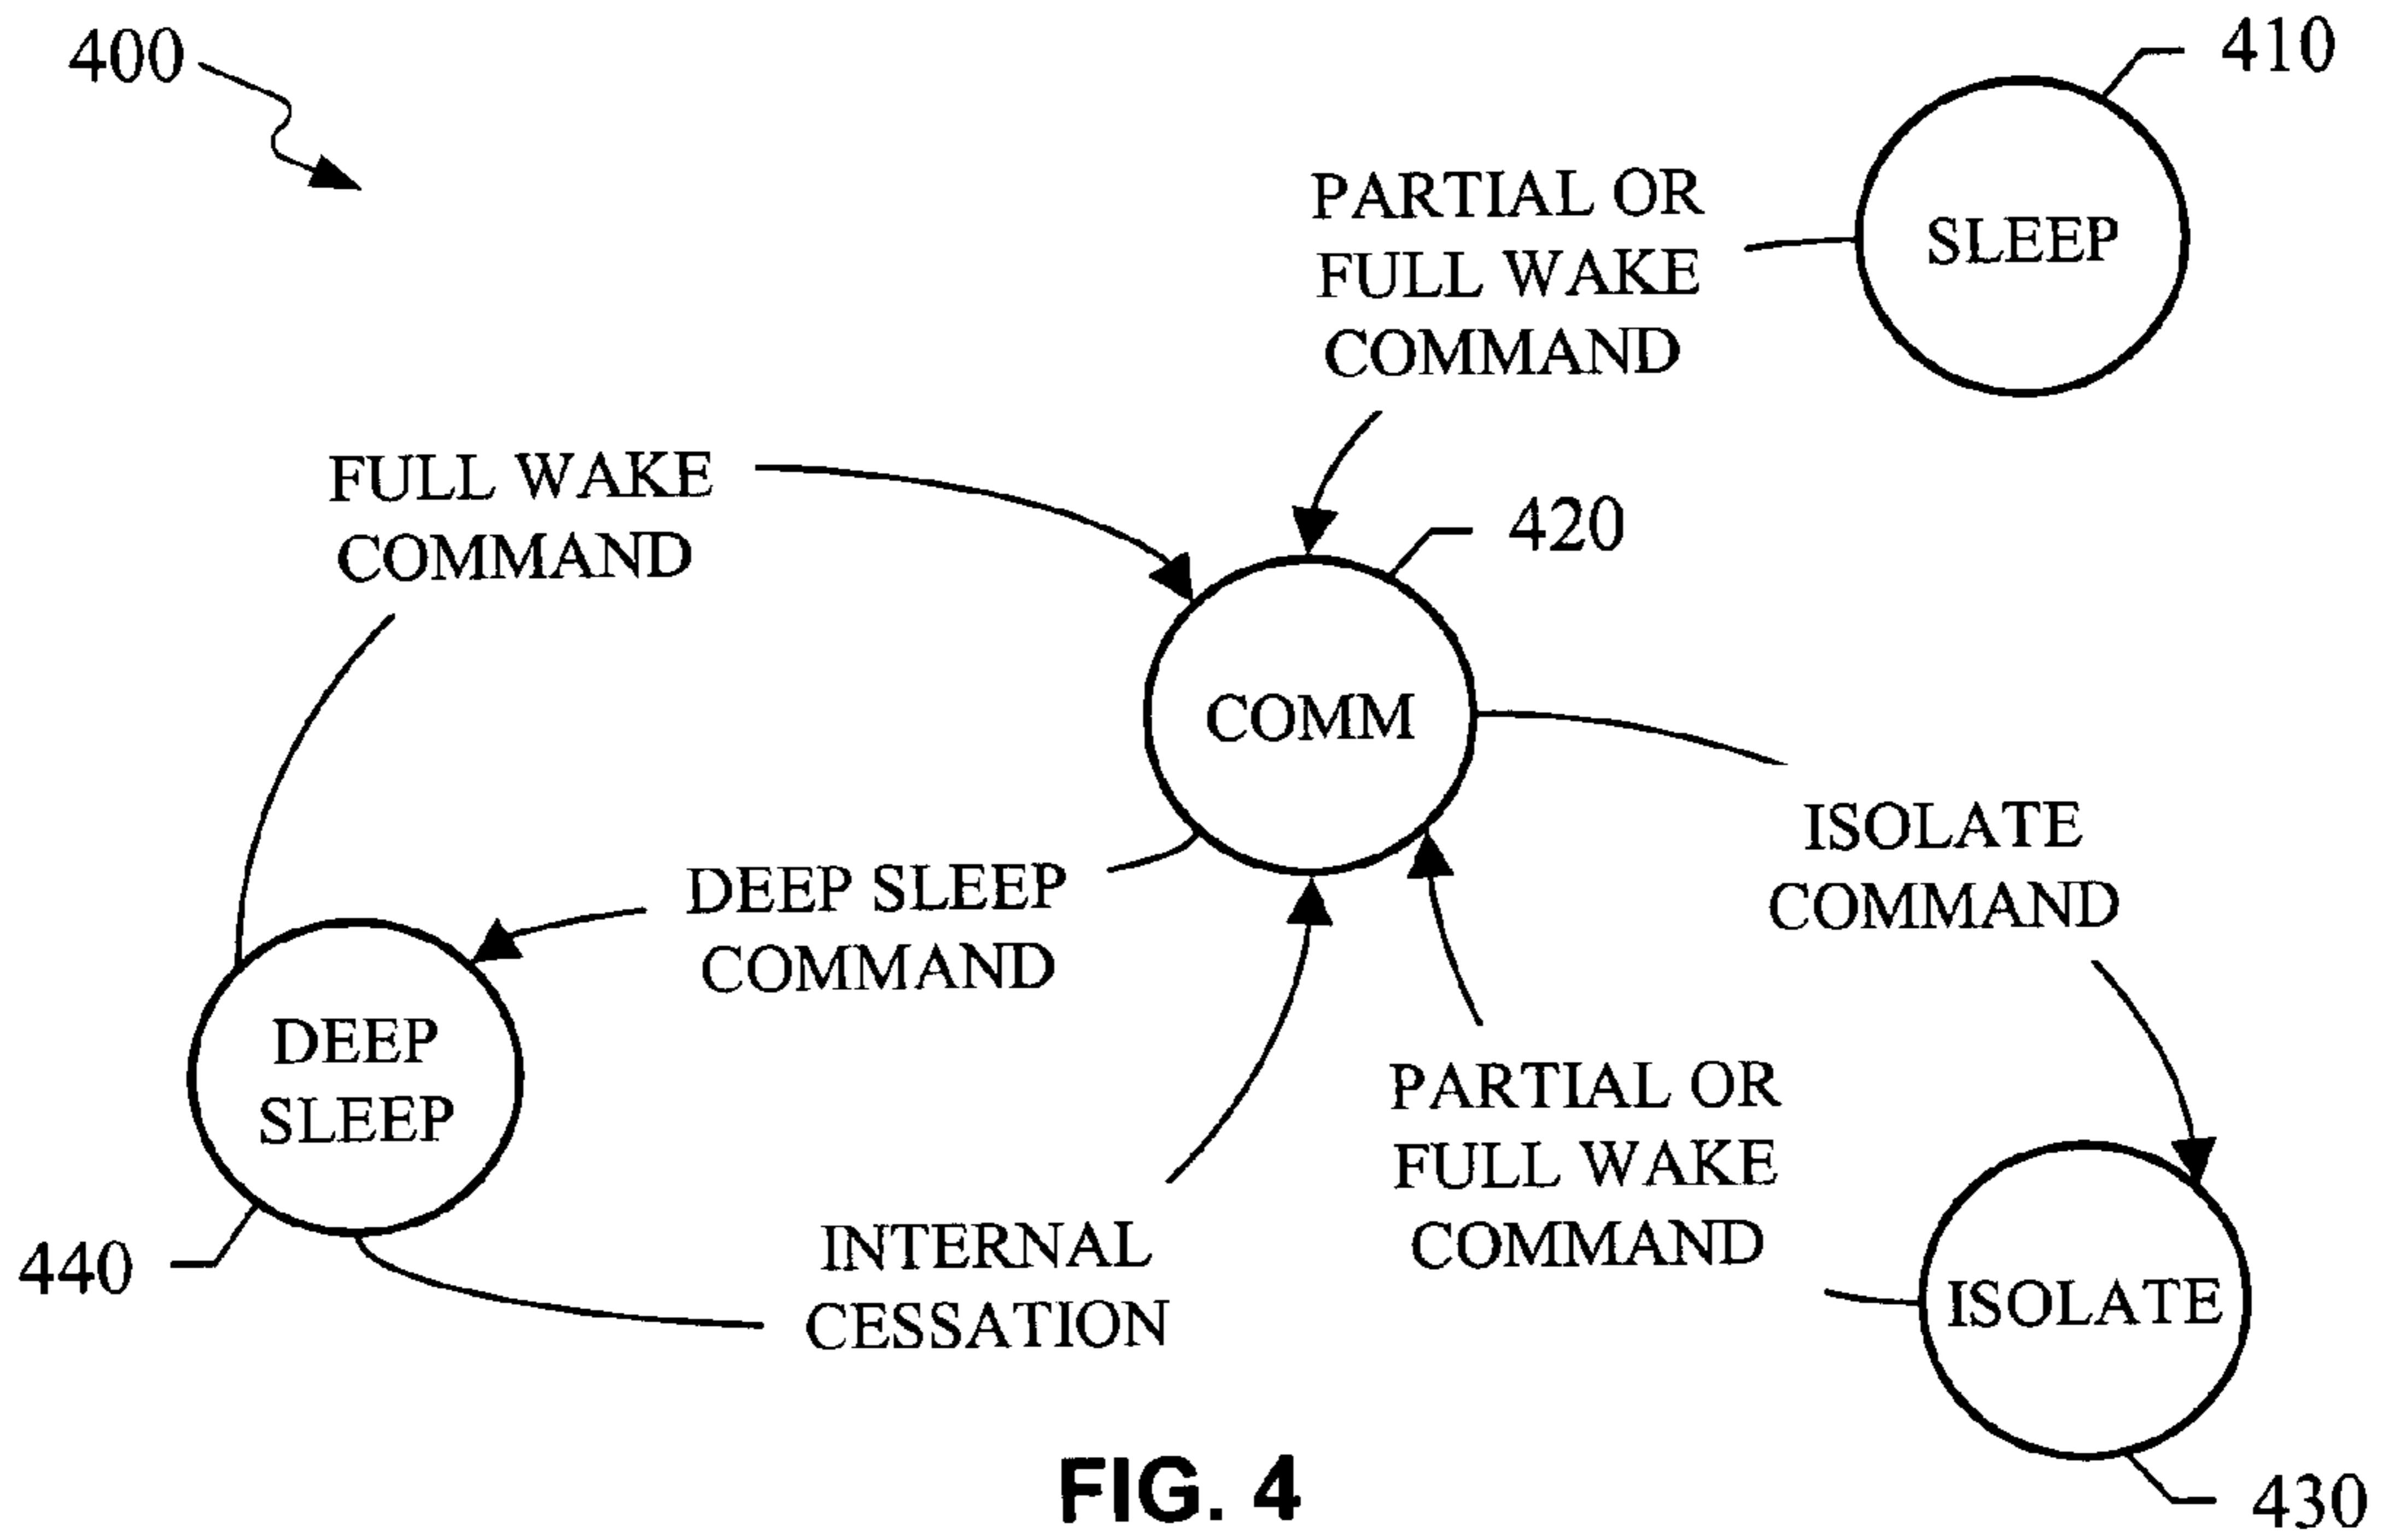 400
410
PARTIAL OR
FULL WAKE
COMMAND
SLEEP
FULL WAKE
COMMAND
420
COMM
ISOLATE
COMMAND
DEEP SLEEP
COMMAND
DEEP
SLEEP
PARTIAL OR
FULL WAKE
COMMAND
440
INTERNAL
CESSATION
ISOLATE
430
FIG. 4